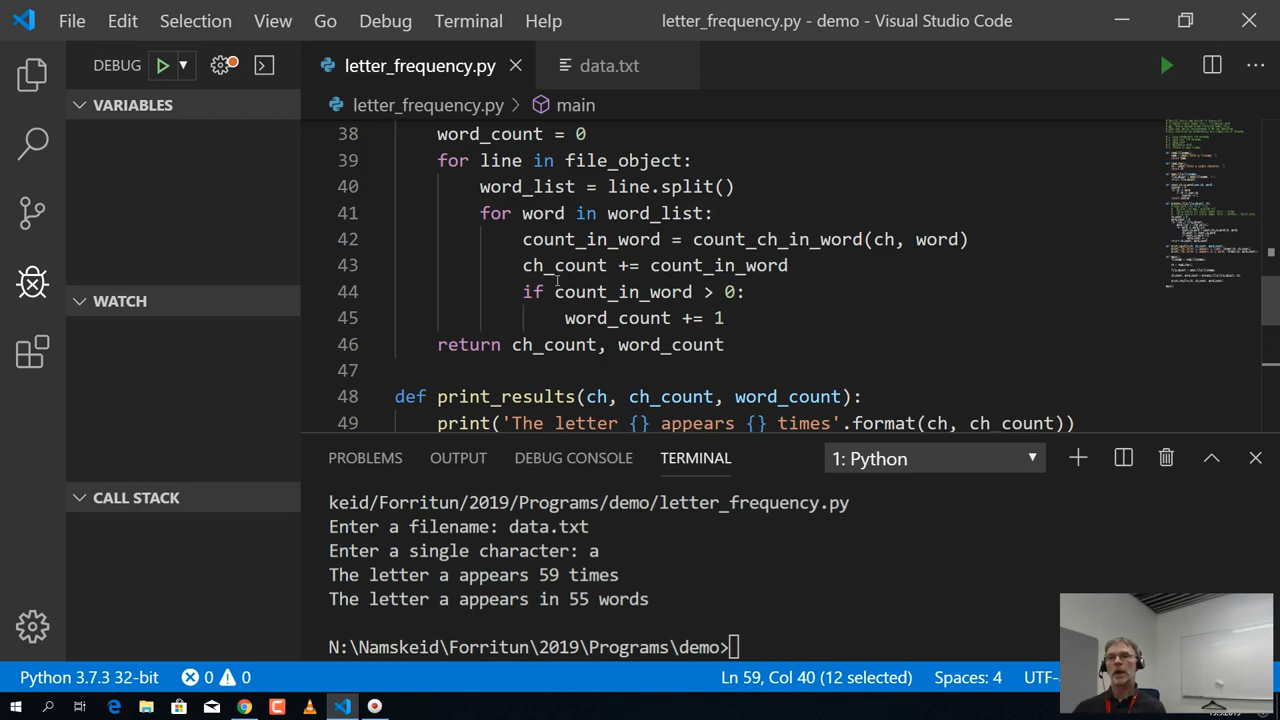 File Edit Selection View Go Debug Terminal Help letter_frequency.py - demo - Visual Studio Code
DEBUG letter_frequency.py data.txt
VARIABLES
letter_frequency.py > main
38 word_count = 0
39 for line in file_object:
40 word_list = line.split()
41 for word in word_list:
42 count_in_word = count_ch_in_word(ch, word)
43 ch_count += count_in_word
44 if count_in_word > 0:
45 word_count += 1
46 return ch_count, word_count
47
48 def print_results(ch, ch_count, word_count):
49 print('The letter {} appears {} times'.format(ch, ch_count))
WATCH
CALL STACK
PROBLEMS OUTPUT DEBUG CONSOLE TERMINAL 1: Python
keid/Forritun/2019/Programs/demo/letter_frequency.py
Enter a filename: data.txt
Enter a single character: a
The letter a appears 59 times
The letter a appears in 55 words
N:\Namskeid\Forritun\2019\Programs\demo>
Python 3.7.3 32-bit 0 0 Ln 59, Col 40 (12 selected) Spaces: 4 UTF-